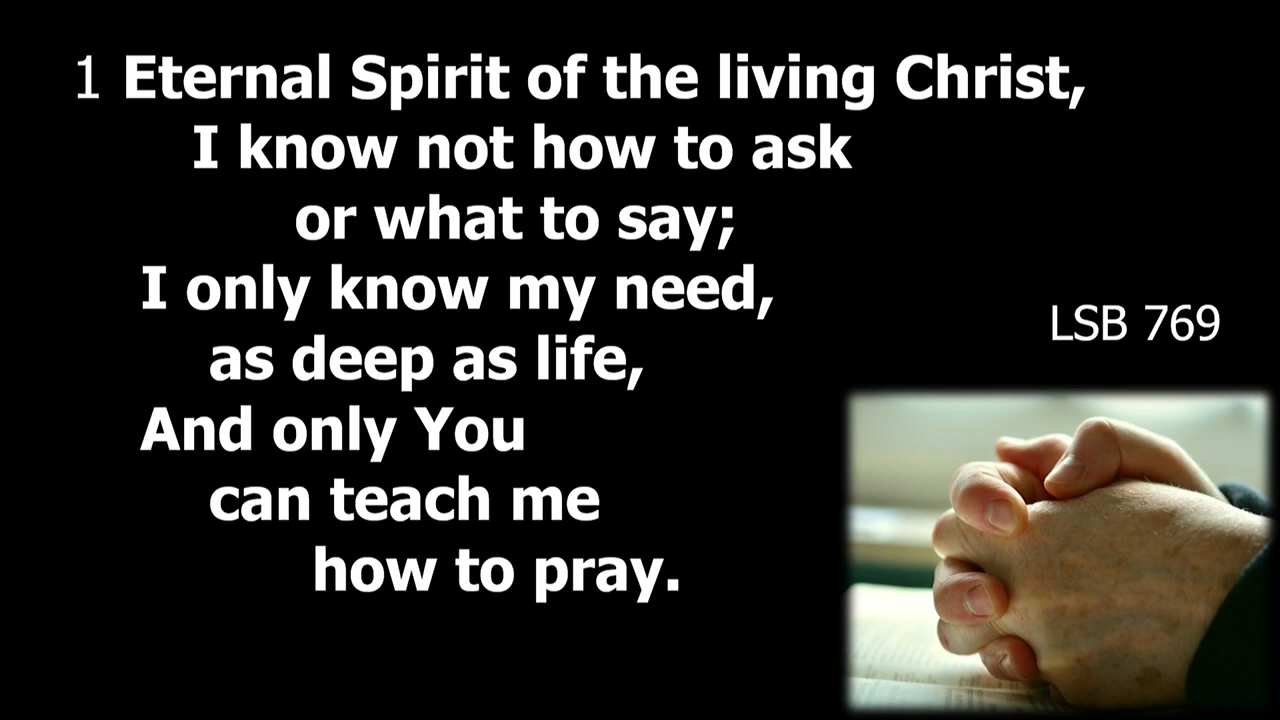 1 Eternal Spirit of the living Christ,
I know not how to ask
or what to say;
I only know my need,
as deep as life,
And only You
can teach me
how to pray.
LSB 769